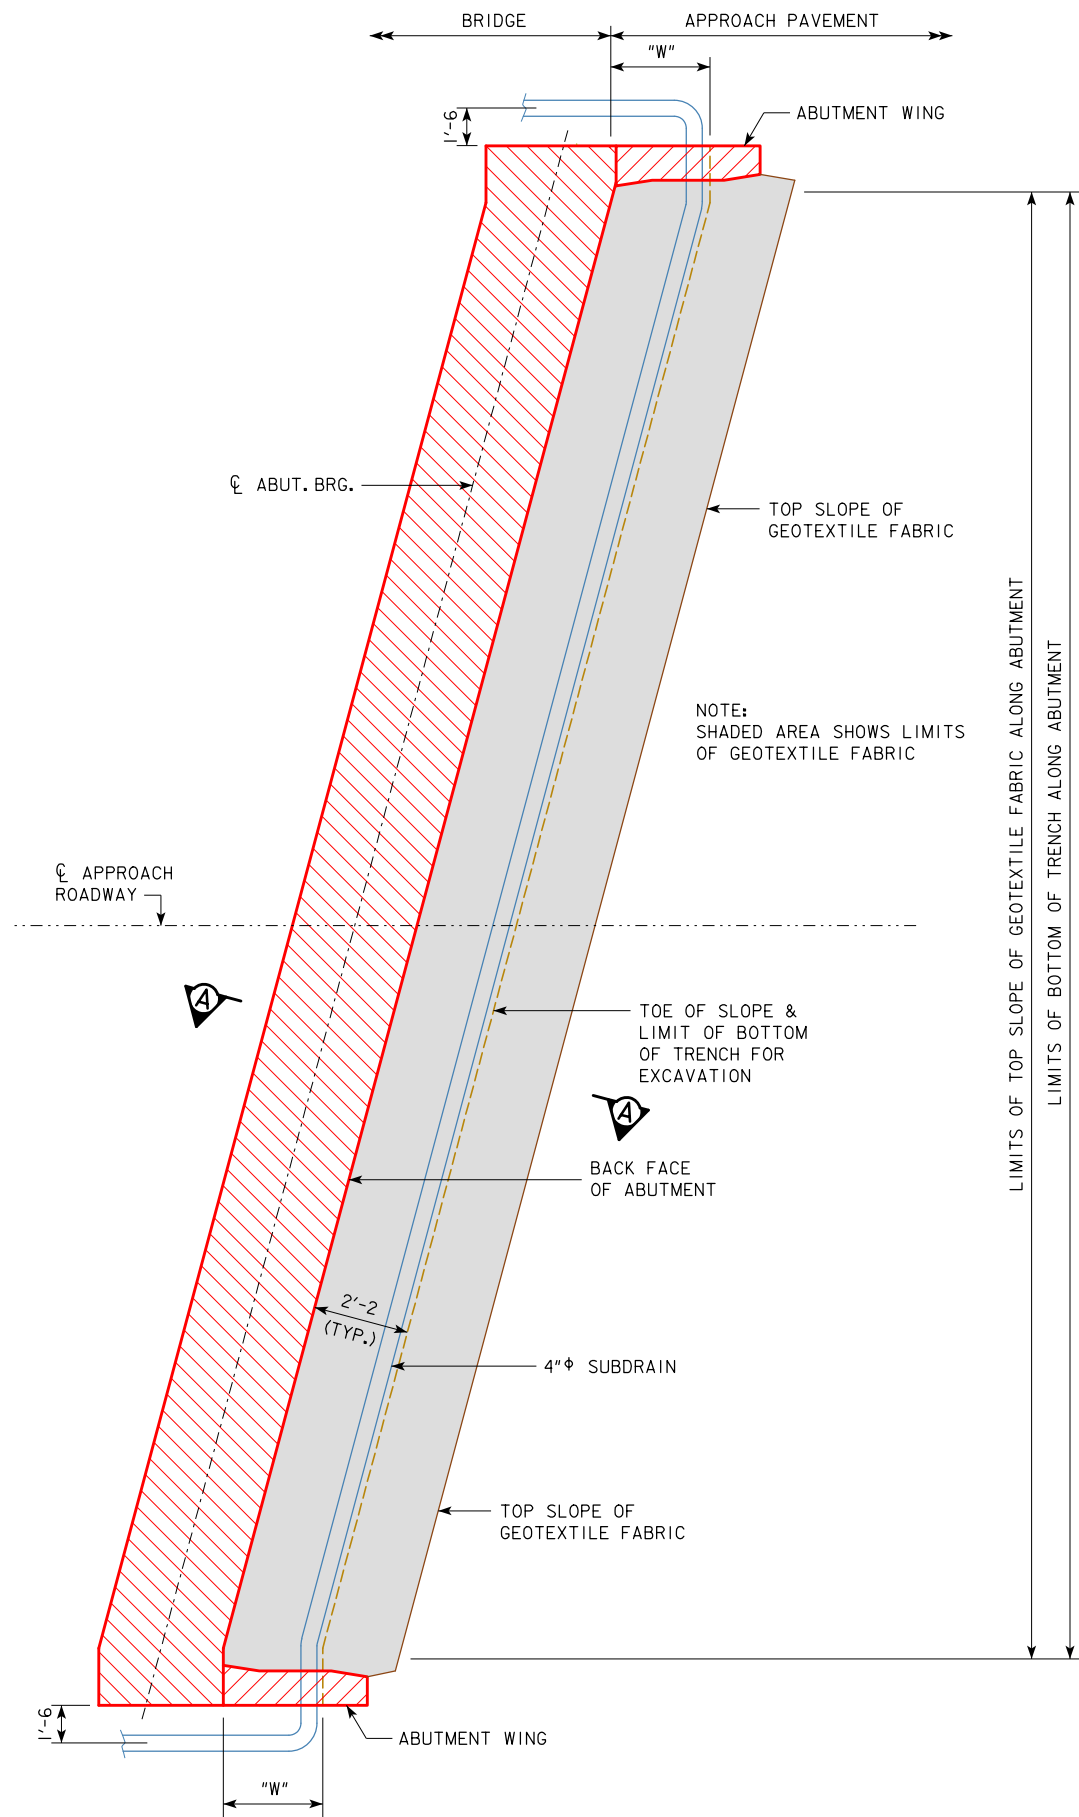 BRIDGE
APPROACH PAVEMENT
"W"
1'-6
ABUTMENT WING
℄ ABUT. BRG.
TOP SLOPE OF
GEOTEXTILE FABRIC
NOTE:
SHADED AREA SHOWS LIMITS
OF GEOTEXTILE FABRIC
LIMITS OF TOP SLOPE OF GEOTEXTILE FABRIC ALONG ABUTMENT
LIMITS OF BOTTOM OF TRENCH ALONG ABUTMENT
℄ APPROACH
ROADWAY
A
TOE OF SLOPE &
LIMIT OF BOTTOM
OF TRENCH FOR
EXCAVATION
A
BACK FACE
OF ABUTMENT
2'-2
(TYP.)
4"ϕ SUBDRAIN
TOP SLOPE OF
GEOTEXTILE FABRIC
1'-6
ABUTMENT WING
"W"